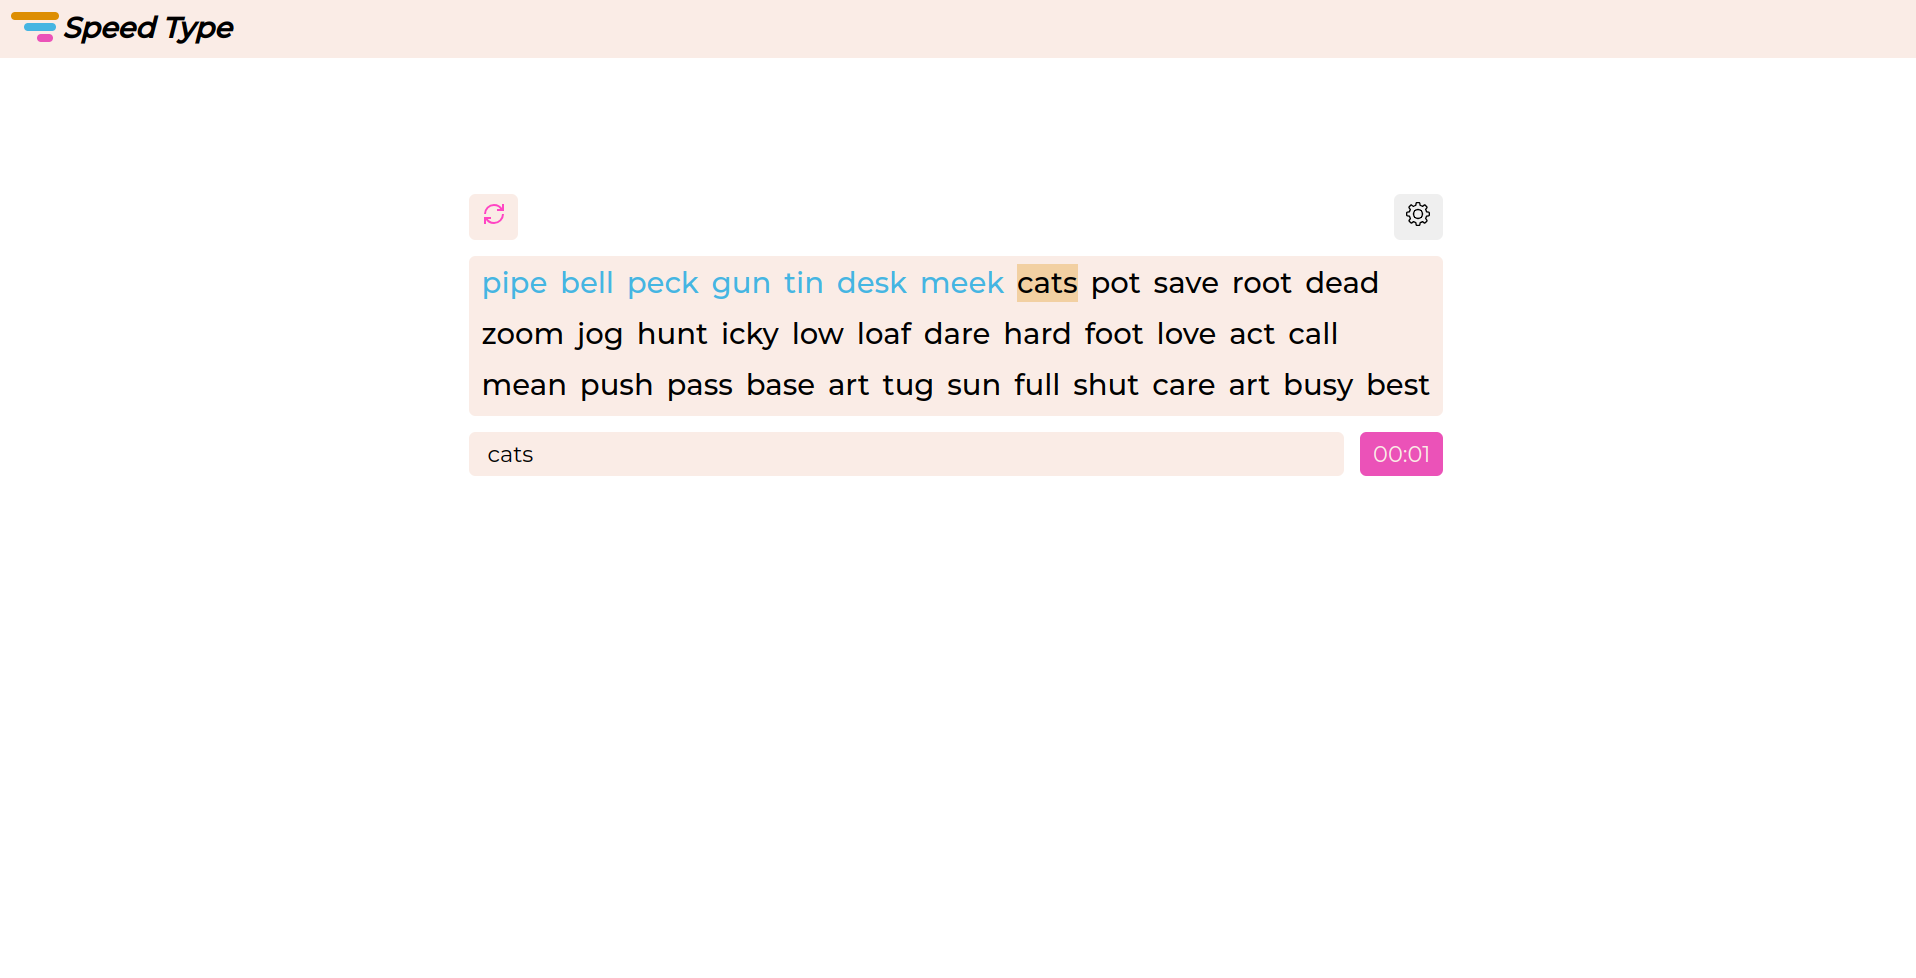 Speed Type
pipe bell peck gun tin desk meek cats pot save root dead
zoom jog hunt icky low loaf dare hard foot love act call
mean push pass base art tug sun full shut care art busy best
cats
00:01